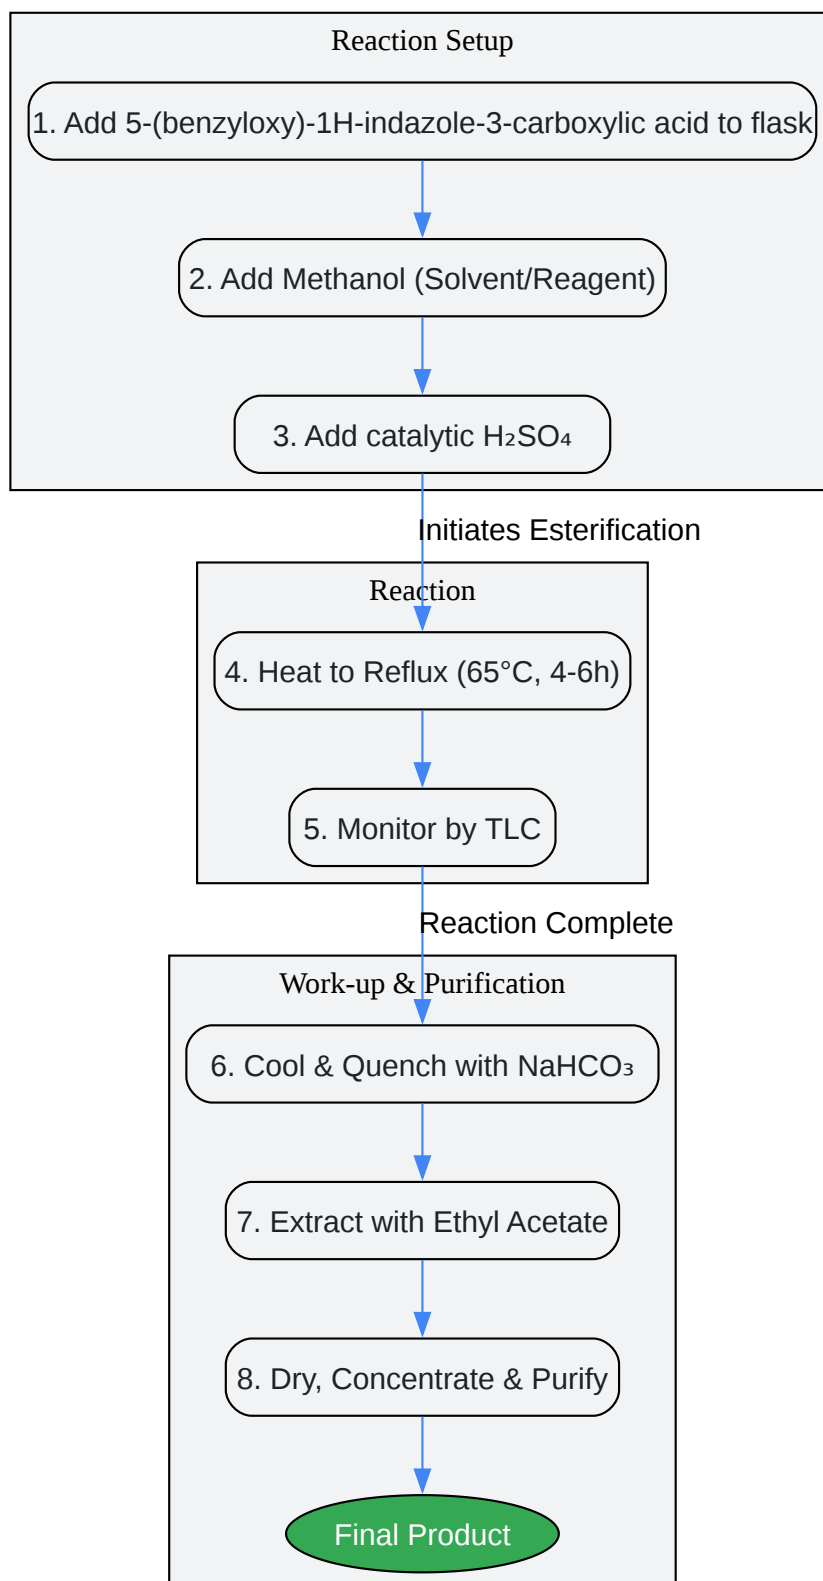 Reaction Setup
1. Add 5-(benzyloxy)-1H-indazole-3-carboxylic acid to flask
2. Add Methanol (Solvent/Reagent)
3. Add catalytic H₂SO₄
Initiates Esterification
Reaction
4. Heat to Reflux (65°C, 4-6h)
5. Monitor by TLC
Reaction Complete
Work-up & Purification
6. Cool & Quench with NaHCO₃
7. Extract with Ethyl Acetate
8. Dry, Concentrate & Purify
Final Product